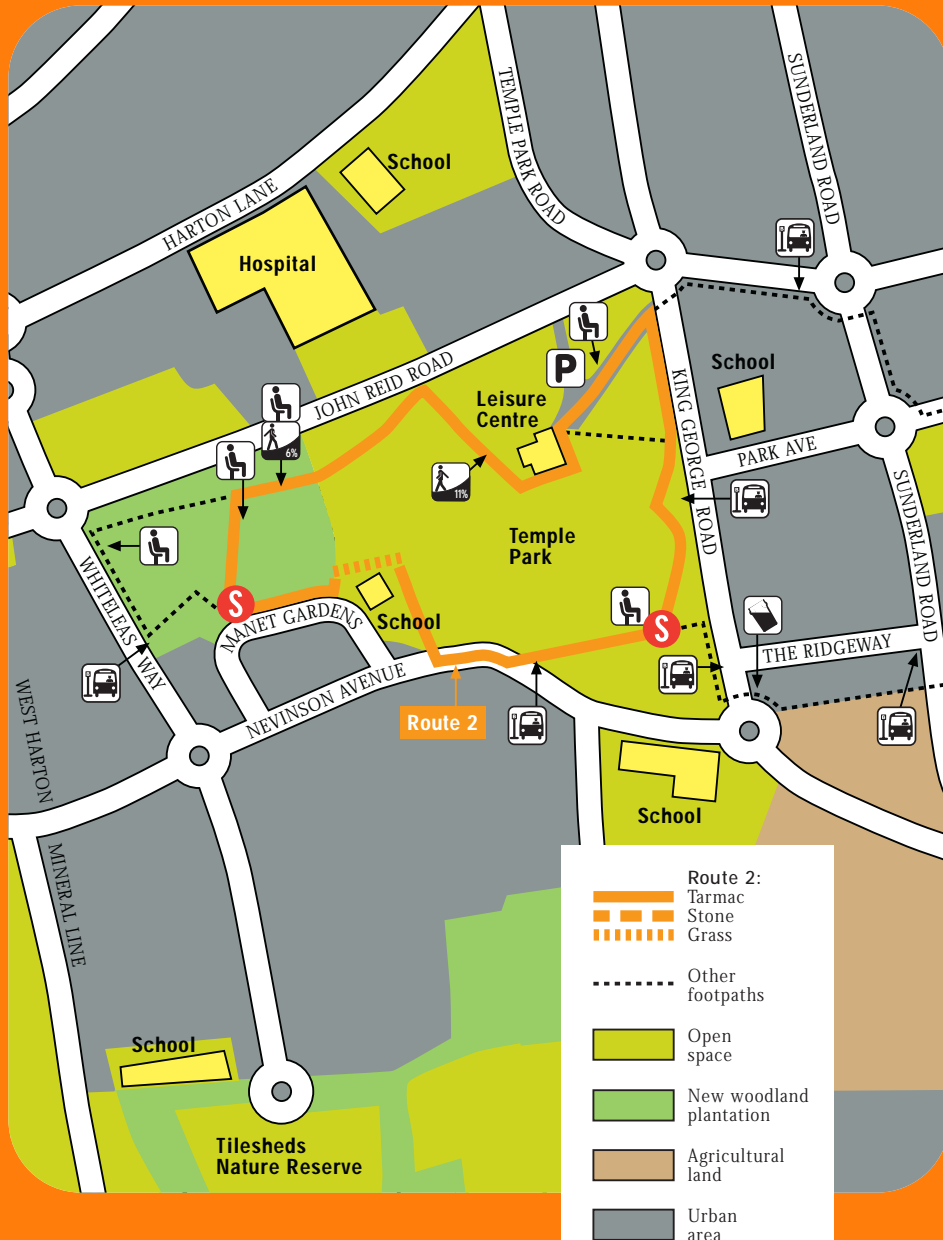 TEMPLE PARK ROAD
SUNDERLAND ROAD
School
HARTON LANE
Hospital
JOHN REID ROAD
P
School
Leisure
Centre
KING GEORGE ROAD
6%
PARK AVE
11%
SUNDERLAND ROAD
Temple
Park
WHITELEAS WAY
S
MANET GARDENS
School
S
THE RIDGEWAY
WEST HARTON
NEVINSON AVENUE
Route 2
School
MINERAL LINE
Route 2:
Tarmac
Stone
Grass
Other
footpaths
Open
space
School
New woodland
plantation
Tilesheds
Nature Reserve
Agricultural
land
Urban
area